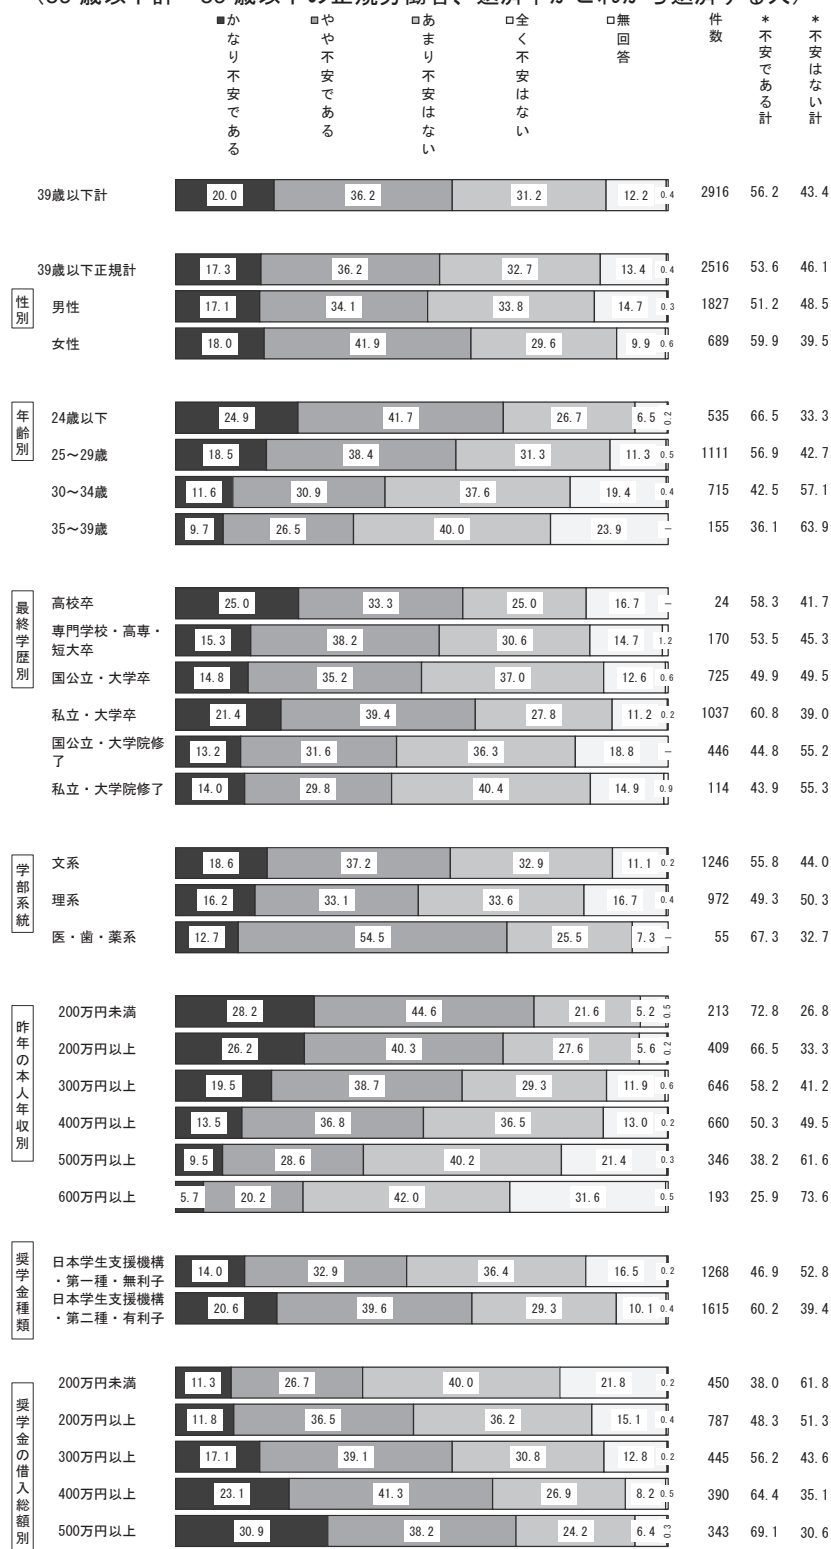 ■かなり不安である
■やや不安である
□あまり不安はない
□全く不安はない
□無回答
件数
＊不安である計
＊不安はない計
39歳以下計 20.0 36.2 31.2 12.2 0.4 2916 56.2 43.4
39歳以下正規計 17.3 36.2 32.7 13.4 0.4 2516 53.6 46.1
性別
男性 17.1 34.1 33.8 14.7 0.3 1827 51.2 48.5
女性 18.0 41.9 29.6 9.9 0.6 689 59.9 39.5
年齢別
24歳以下 24.9 41.7 26.7 6.5 0.2 535 66.5 33.3
25～29歳 18.5 38.4 31.3 11.3 0.5 1111 56.9 42.7
30～34歳 11.6 30.9 37.6 19.4 0.4 715 42.5 57.1
35～39歳 9.7 26.5 40.0 23.9 － 155 36.1 63.9
最終学歴別
高校卒 25.0 33.3 25.0 16.7 － 24 58.3 41.7
専門学校・高専・
短大卒 15.3 38.2 30.6 14.7 1.2 170 53.5 45.3
国公立・大学卒 14.8 35.2 37.0 12.6 0.6 725 49.9 49.5
私立・大学卒 21.4 39.4 27.8 11.2 0.2 1037 60.8 39.0
国公立・大学院修
了 13.2 31.6 36.3 18.8 － 446 44.8 55.2
私立・大学院修了 14.0 29.8 40.4 14.9 0.9 114 43.9 55.3
学部系統
文系 18.6 37.2 32.9 11.1 0.2 1246 55.8 44.0
理系 16.2 33.1 33.6 16.7 0.4 972 49.3 50.3
医・歯・薬系 12.7 54.5 25.5 7.3 － 55 67.3 32.7
昨年の本人年収別
200万円未満 28.2 44.6 21.6 5.2 0.5 213 72.8 26.8
200万円以上 26.2 40.3 27.6 5.6 0.2 409 66.5 33.3
300万円以上 19.5 38.7 29.3 11.9 0.6 646 58.2 41.2
400万円以上 13.5 36.8 36.5 13.0 0.2 660 50.3 49.5
500万円以上 9.5 28.6 40.2 21.4 0.3 346 38.2 61.6
600万円以上 5.7 20.2 42.0 31.6 0.5 193 25.9 73.6
奨学金種類
日本学生支援機構
・第一種・無利子 14.0 32.9 36.4 16.5 0.2 1268 46.9 52.8
日本学生支援機構
・第二種・有利子 20.6 39.6 29.3 10.1 0.4 1615 60.2 39.4
奨学金の借入総額別
200万円未満 11.3 26.7 40.0 21.8 0.2 450 38.0 61.8
200万円以上 11.8 36.5 36.2 15.1 0.4 787 48.3 51.3
300万円以上 17.1 39.1 30.8 12.8 0.2 445 56.2 43.6
400万円以上 23.1 41.3 26.9 8.2 0.5 390 64.4 35.1
500万円以上 30.9 38.2 24.2 6.4 0.3 343 69.1 30.6